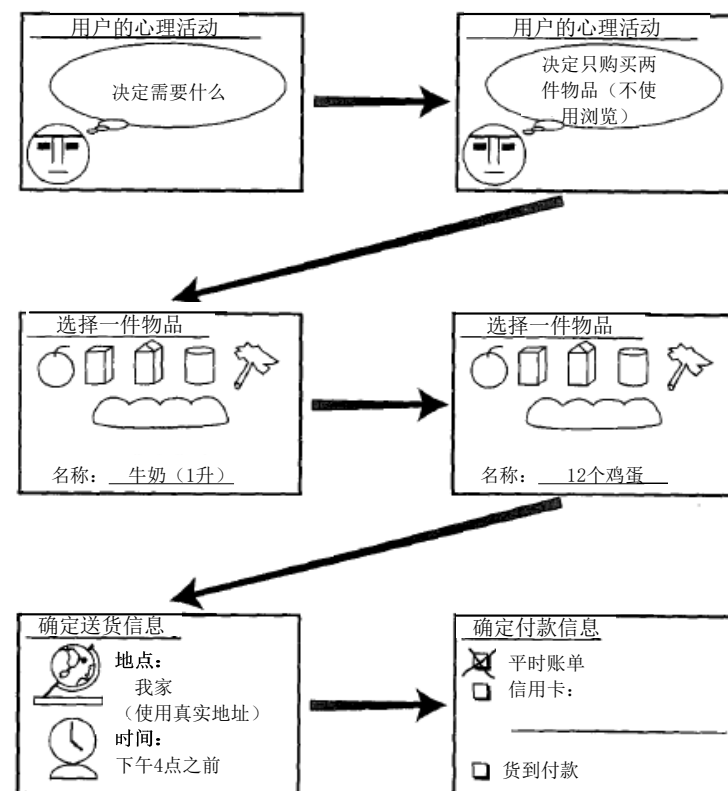 用户的心理活动
决定需要什么
用户的心理活动
决定只购买两
件物品（不使
用浏览）
选择一件物品
名称：牛奶（1升）
选择一件物品
名称：12个鸡蛋
确定送货信息
地点：
我家
（使用真实地址）
时间：
下午4点之前
确定付款信息
平时账单
信用卡：
货到付款